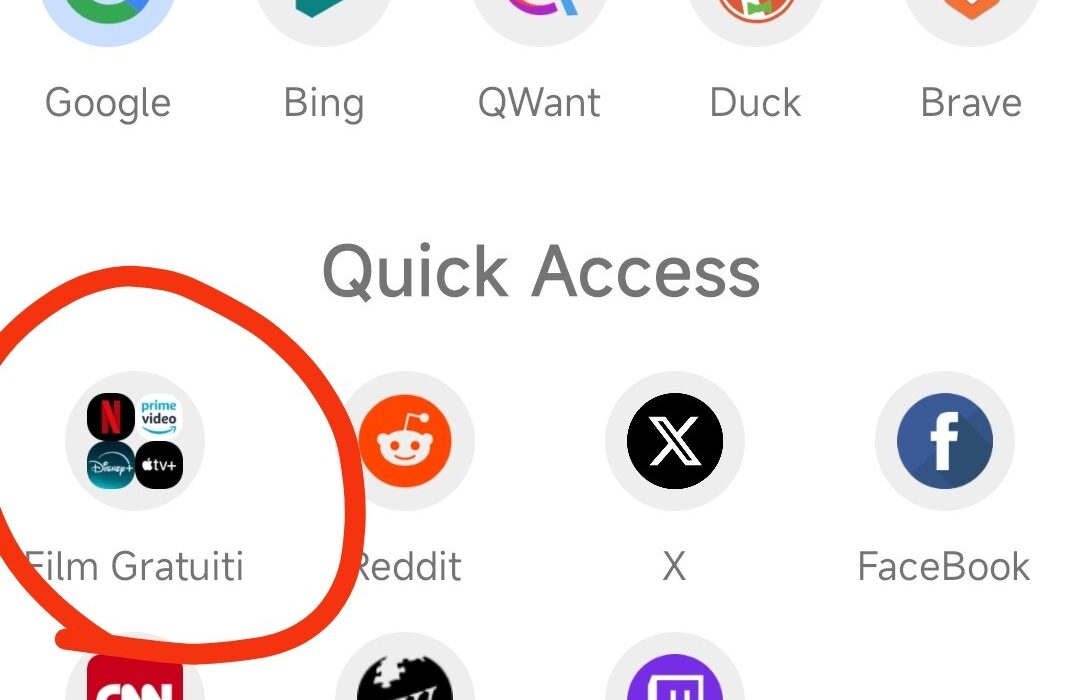 Google Bing QWant Duck Brave
Quick Access
N prime video
Disney+ tv+
X
f
Film Gratuiti Reddit X FaceBook
CNN